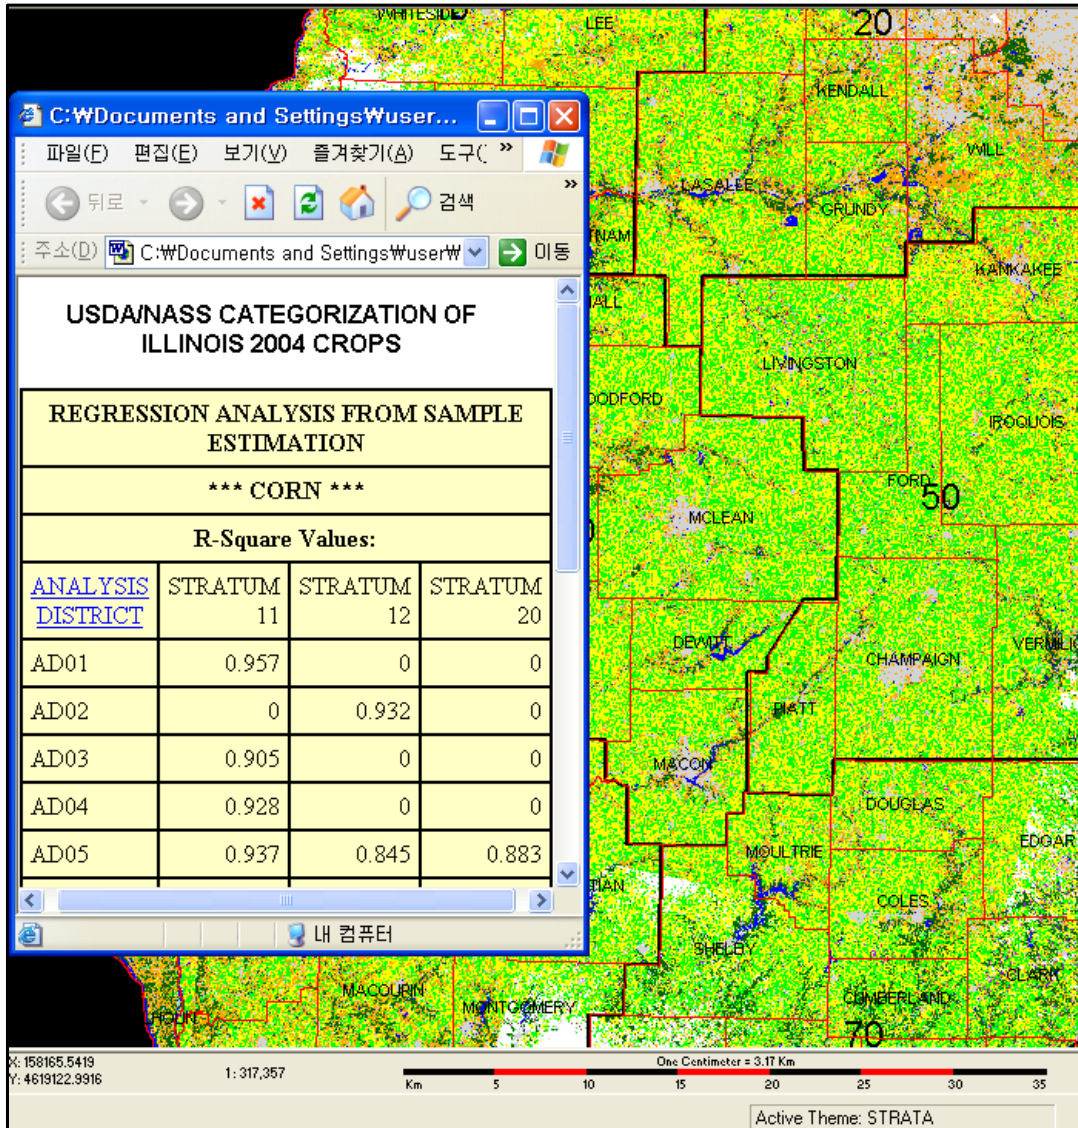 WHITESIDE
LEE
20
KENDALL
WILL
LASALLE
GRUNDY
KANKAKEE
LIVINGSTON
IROQUOIS
FORD
50
MCLEAN
DEWITT
CHAMPAIGN
PIATT
MACON
DOUGLAS
EDGAR
MOULTRIE
COLES
SHELBY
CLARK
CUMBERLAND
MACOUPIN
MONTGOMERY
70
C:₩Documents and Settings₩user...
파일(F) 편집(E) 보기(V) 즐겨찾기(A) 도구( »
뒤로 검색 »
주소(D) C:₩Documents and Settings₩user₩ 이동
USDA/NASS CATEGORIZATION OF
ILLINOIS 2004 CROPS
REGRESSION ANALYSIS FROM SAMPLE
ESTIMATION
*** CORN ***
R-Square Values:
ANALYSIS DISTRICT STRATUM 11 STRATUM 12 STRATUM 20
AD01 0.957 0 0
AD02 0 0.932 0
AD03 0.905 0 0
AD04 0.928 0 0
AD05 0.937 0.845 0.883
내 컴퓨터
X: 158165.5419
Y: 4619122.9916
1: 317,357
One Centimeter = 3.17 Km
Km 5 10 15 20 25 30 35
Active Theme: STRATA